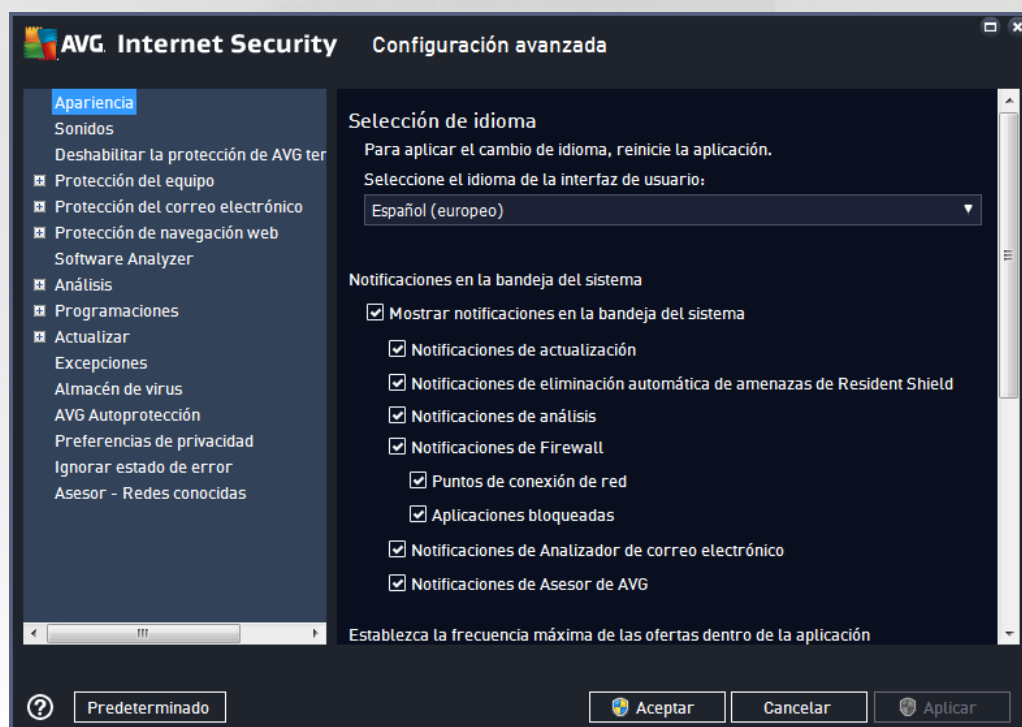 AVG. Internet Security
Configuración avanzada
Apariencia
Sonidos
Deshabilitar la protección de AVG ter
Protección del equipo
Protección del correo electrónico
Protección de navegación web
Software Analyzer
Análisis
Programaciones
Actualizar
Excepciones
Almacén de virus
AVG Autoprotección
Preferencias de privacidad
Ignorar estado de error
Asesor - Redes conocidas
Selección de idioma
Para aplicar el cambio de idioma, reinicie la aplicación.
Seleccione el idioma de la interfaz de usuario:
Español (europeo)
Notificaciones en la bandeja del sistema
Mostrar notificaciones en la bandeja del sistema
Notificaciones de actualización
Notificaciones de eliminación automática de amenazas de Resident Shield
Notificaciones de análisis
Notificaciones de Firewall
Puntos de conexión de red
Aplicaciones bloqueadas
Notificaciones de Analizador de correo electrónico
Notificaciones de Asesor de AVG
Establezca la frecuencia máxima de las ofertas dentro de la aplicación
Predeterminado
Aceptar
Cancelar
Aplicar